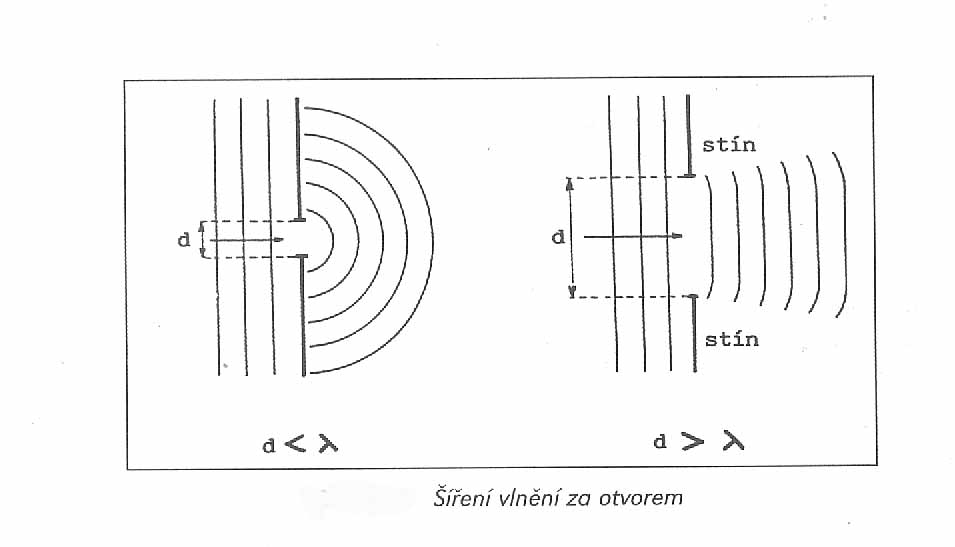 stín
d
d
stín
d < λ
d > λ
Šíření vlnění za otvorem